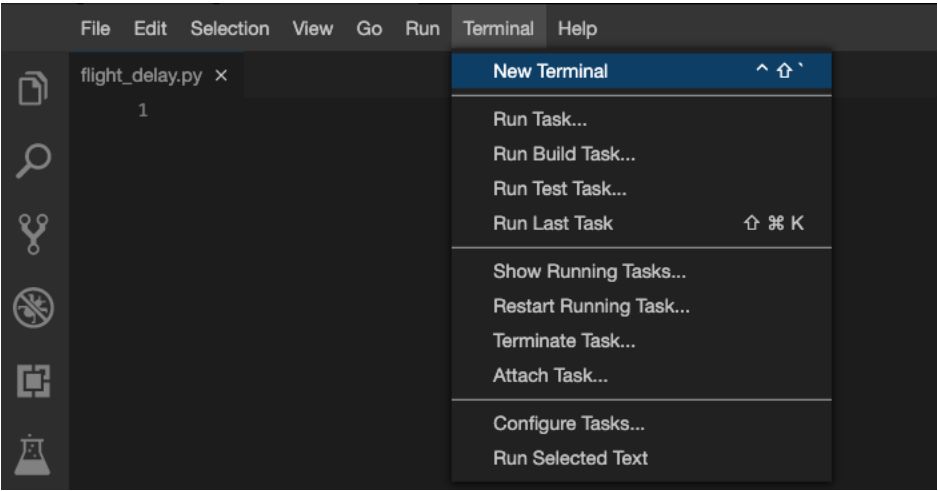 File Edit Selection View Go Run Terminal Help
flight_delay.py ×
1
New Terminal ^ ⇧ `
Run Task...
Run Build Task...
Run Test Task...
Run Last Task ⇧ ⌘ K
Show Running Tasks...
Restart Running Task...
Terminate Task...
Attach Task...
Configure Tasks...
Run Selected Text